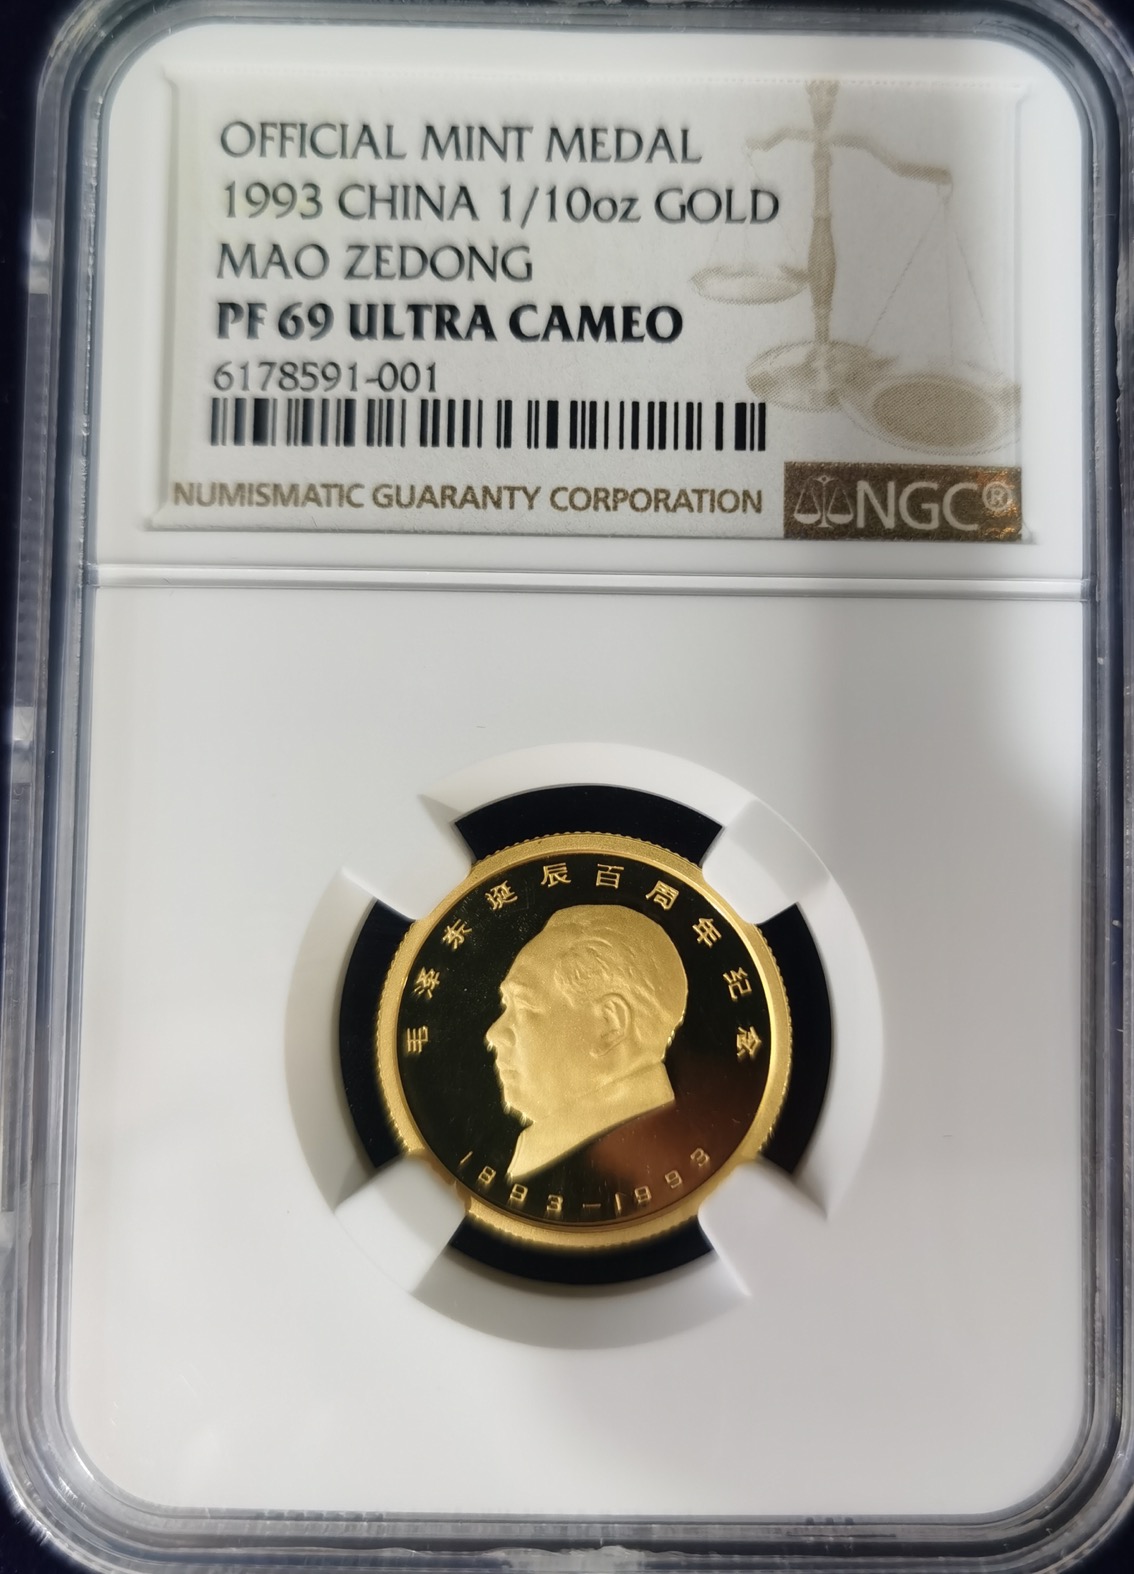 OFFICIAL MINT MEDAL
1993 CHINA 1/10oz GOLD
MAO ZEDONG
PF 69 ULTRA CAMEO
6178591-001
NUMISMATIC GUARANTY CORPORATION
NGC®
毛泽东诞辰百周年纪念
1893-1993